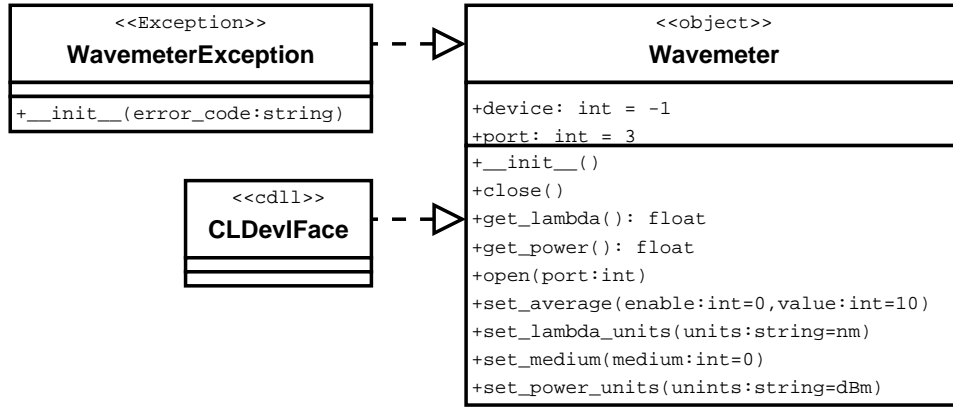 <<Exception>>
WavemeterException
+__init__(error_code:string)
<<cdll>>
CLDevIFace
<<object>>
Wavemeter
+device: int = -1
+port: int = 3
+__init__()
+close()
+get_lambda(): float
+get_power(): float
+open(port:int)
+set_average(enable:int=0,value:int=10)
+set_lambda_units(units:string=nm)
+set_medium(medium:int=0)
+set_power_units(unints:string=dBm)